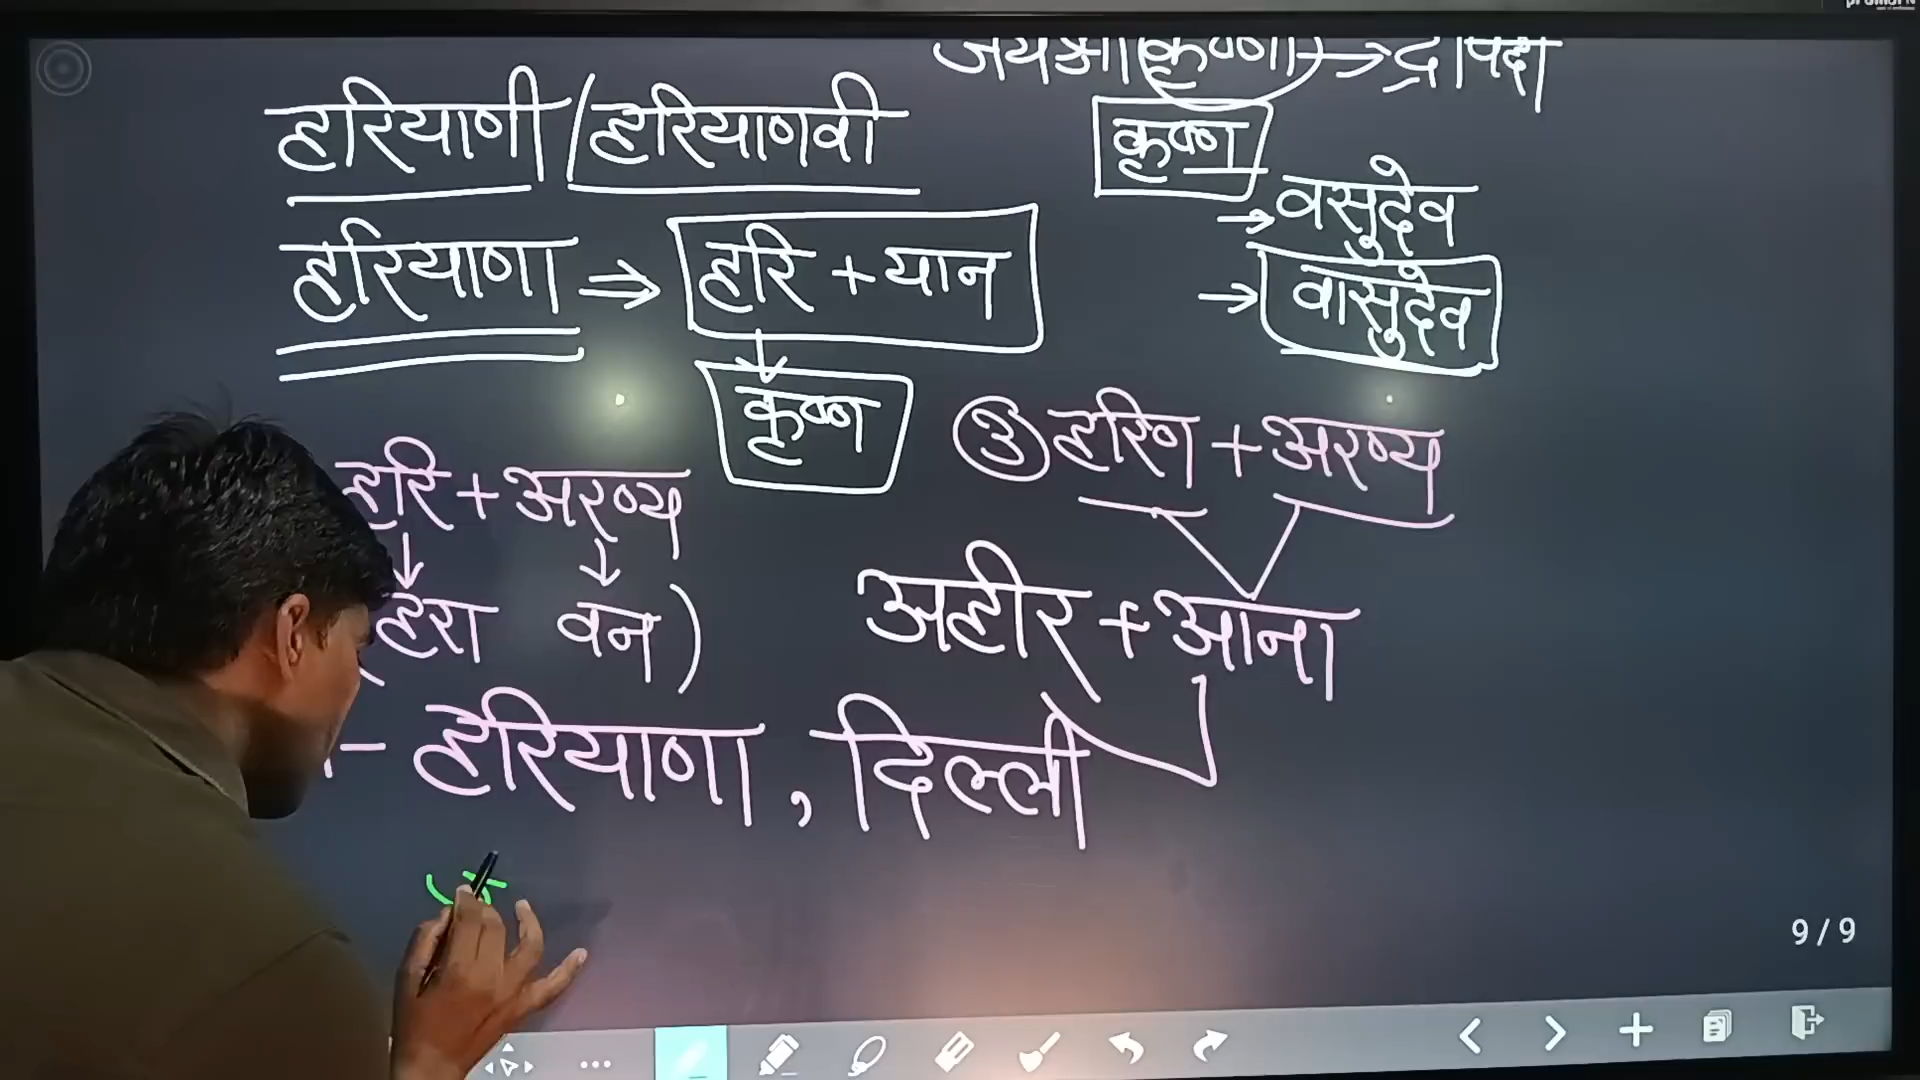 जयश्री कृष्णा → द्रोपदी
हरियाणी / हरियाणवी
कृष्ण
→ वसुदेव
हरियाणा ⇒ हरि + यान
→ वासुदेव
कृष्ण
③ हरिण + अरण्य
हरि + अरण्य
हरा वन)
अहीर + आना
- हरियाणा, दिल्ली
9 / 9